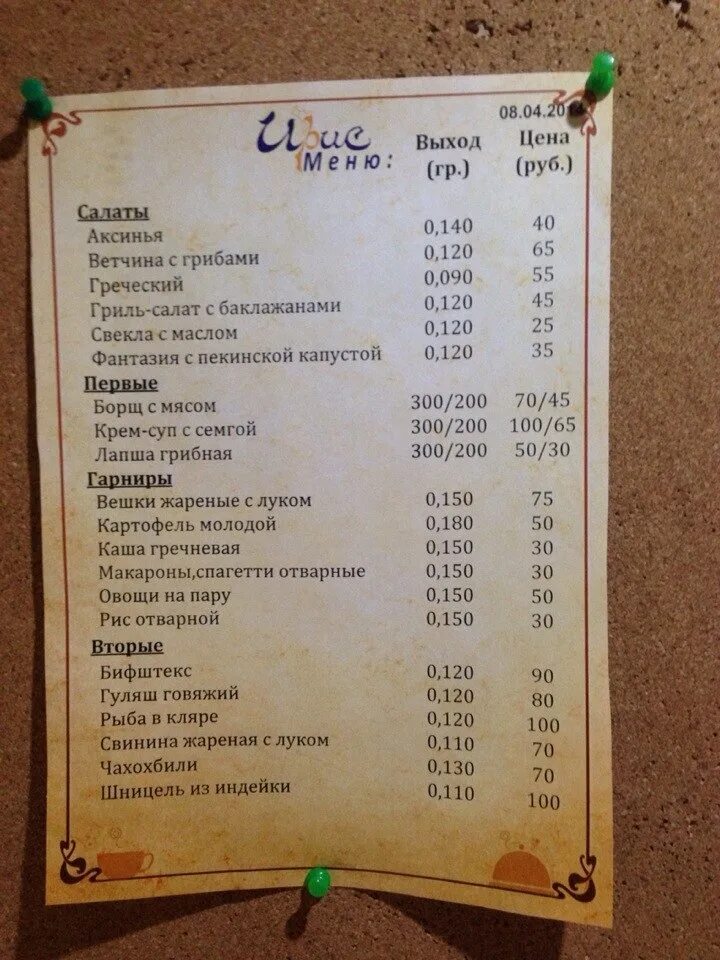 08.04.201
Ирис Выход Цена
Меню: (гр.) (руб.)
Салаты
Аксинья 0,140 40
Ветчина с грибами 0,120 65
Греческий 0,090 55
Гриль-салат с баклажанами 0,120 45
Свекла с маслом 0,120 25
Фантазия с пекинской капустой 0,120 35
Первые
Борщ с мясом 300/200 70/45
Крем-суп с семгой 300/200 100/65
Лапша грибная 300/200 50/30
Гарниры
Вешки жареные с луком 0,150 75
Картофель молодой 0,180 50
Каша гречневая 0,150 30
Макароны,спагетти отварные 0,150 30
Овощи на пару 0,150 50
Рис отварной 0,150 30
Вторые
Бифштекс 0,120 90
Гуляш говяжий 0,120 80
Рыба в кляре 0,120 100
Свинина жареная с луком 0,110 70
Чахохбили 0,130 70
Шницель из индейки 0,110 100